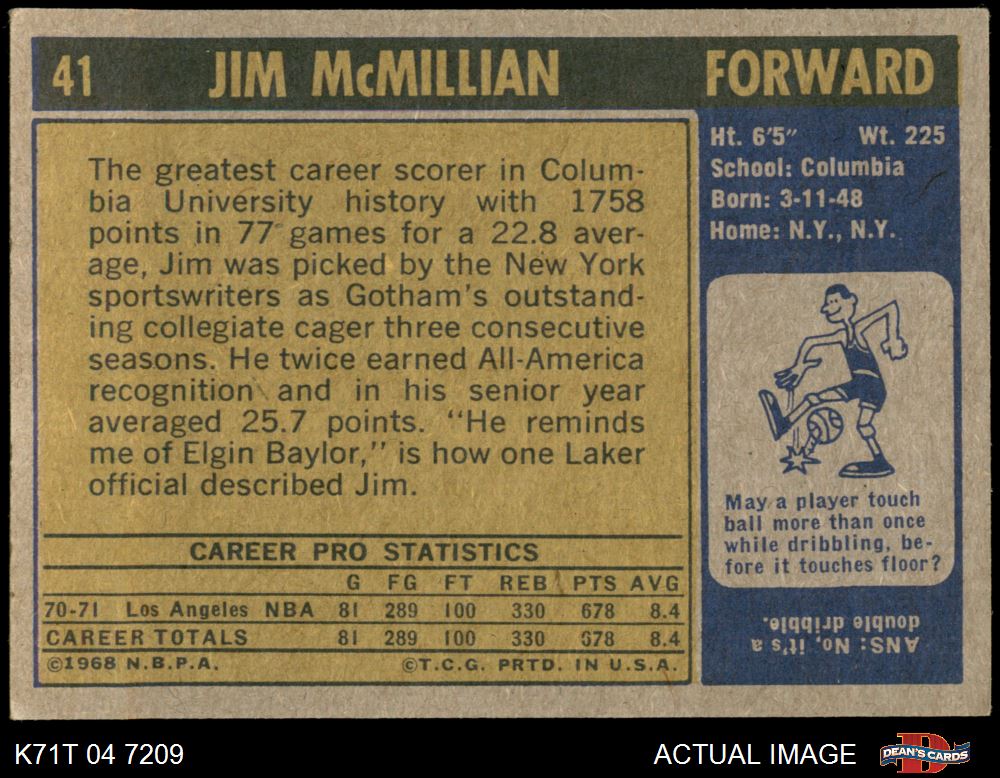 41 JIM McMILLIAN FORWARD
The greatest career scorer in Colum-
bia University history with 1758
points in 77 games for a 22.8 aver-
age, Jim was picked by the New York
sportswriters as Gotham's outstand-
ing collegiate cager three consecutive
seasons. He twice earned All-America
recognition and in his senior year
averaged 25.7 points. "He reminds
me of Elgin Baylor," is how one Laker
official described Jim.
CAREER PRO STATISTICS
G FG FT REB PTS AVG
70-71 Los Angeles NBA 81 289 100 330 678 8.4
CAREER TOTALS 81 289 100 330 678 8.4
©1968 N.B.P.A. ©T.C.G. PRTD. IN U.S.A.
Ht. 6'5" Wt. 225
School: Columbia
Born: 3-11-48
Home: N.Y., N.Y.
May a player touch
ball more than once
while dribbling, be-
fore it touches floor?
ANS: No, it's a
double dribble.
K71T 04 7209 ACTUAL IMAGE DEAN'S CARDS